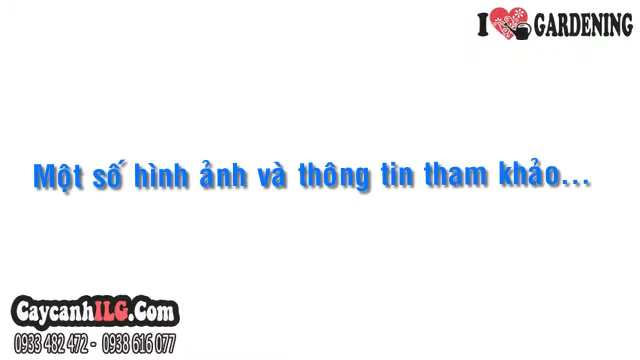 I GARDENING
Một số hình ảnh và thông tin tham khảo...
CaycanhILG.Com
0933 482 472 - 0938 616 077